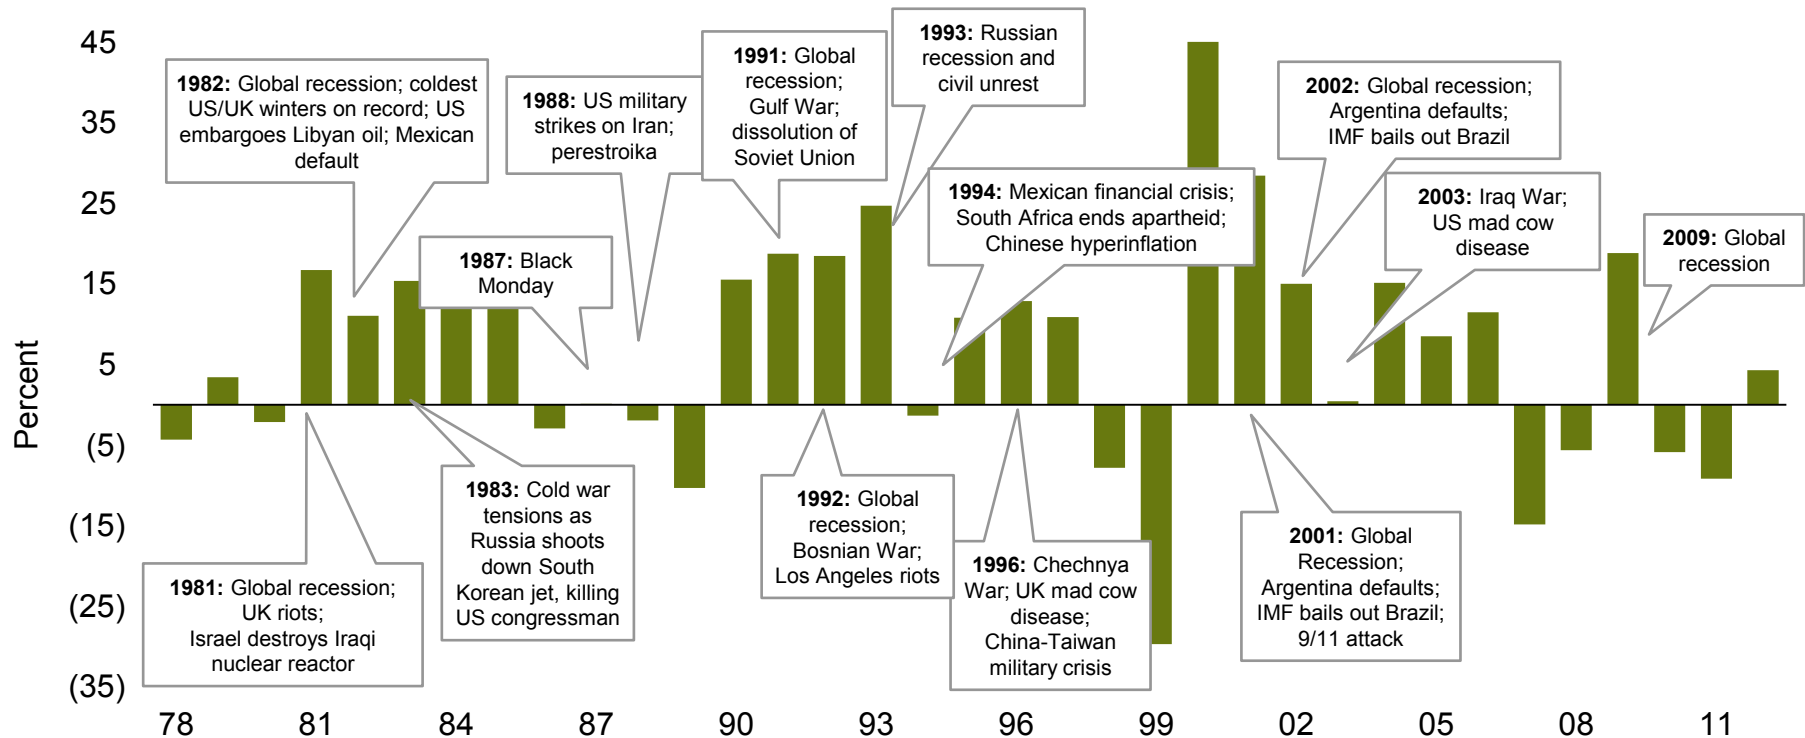 45
35
25
15
5
(5)
(15)
(25)
(35)
Percent
1982: Global recession; coldest
US/UK winters on record; US
embargoes Libyan oil; Mexican
default
1988: US military
strikes on Iran;
perestroika
1991: Global
recession;
Gulf War;
dissolution of
Soviet Union
1993: Russian
recession and
civil unrest
2002: Global recession;
Argentina defaults;
IMF bails out Brazil
1987: Black
Monday
1994: Mexican financial crisis;
South Africa ends apartheid;
Chinese hyperinflation
2003: Iraq War;
US mad cow
disease
2009: Global
recession
1981: Global recession;
UK riots;
Israel destroys Iraqi
nuclear reactor
1983: Cold war
tensions as
Russia shoots
down South
Korean jet, killing
US congressman
1992: Global
recession;
Bosnian War;
Los Angeles riots
1996: Chechnya
War; UK mad cow
disease;
China-Taiwan
military crisis
2001: Global
Recession;
Argentina defaults;
IMF bails out Brazil;
9/11 attack
78 81 84 87 90 93 96 99 02 05 08 11